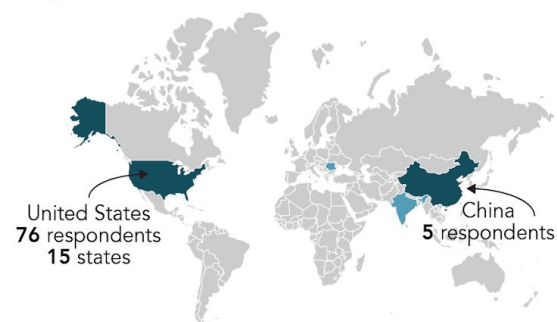 United States
76 respondents
15 states
China
5 respondents